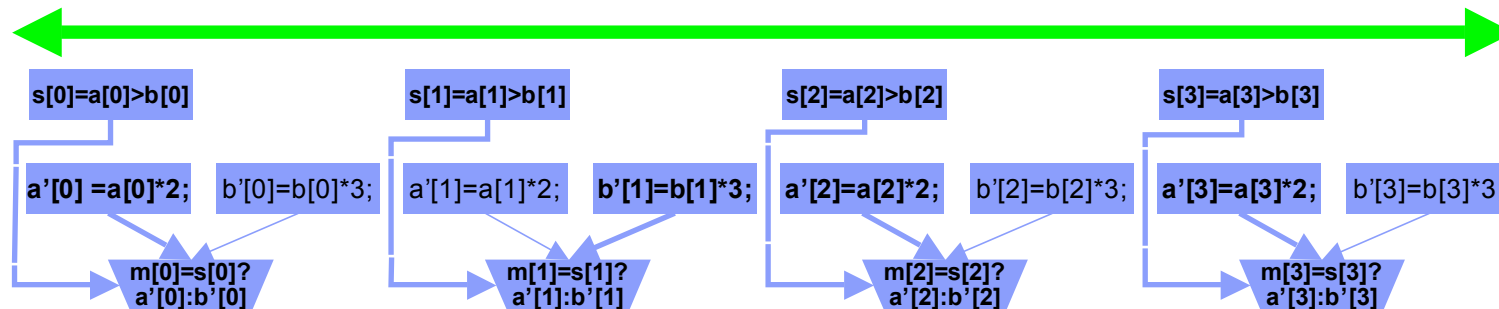 s[0]=a[0]>b[0]
s[1]=a[1]>b[1]
s[2]=a[2]>b[2]
s[3]=a[3]>b[3]
a’[0] =a[0]*2;
b’[0]=b[0]*3;
a’[1]=a[1]*2;
b’[1]=b[1]*3;
a’[2]=a[2]*2;
b’[2]=b[2]*3;
a’[3]=a[3]*2;
b’[3]=b[3]*3
m[0]=s[0]?
a’[0]:b’[0]
m[1]=s[1]?
a’[1]:b’[1]
m[2]=s[2]?
a’[2]:b’[2]
m[3]=s[3]?
a’[3]:b’[3]